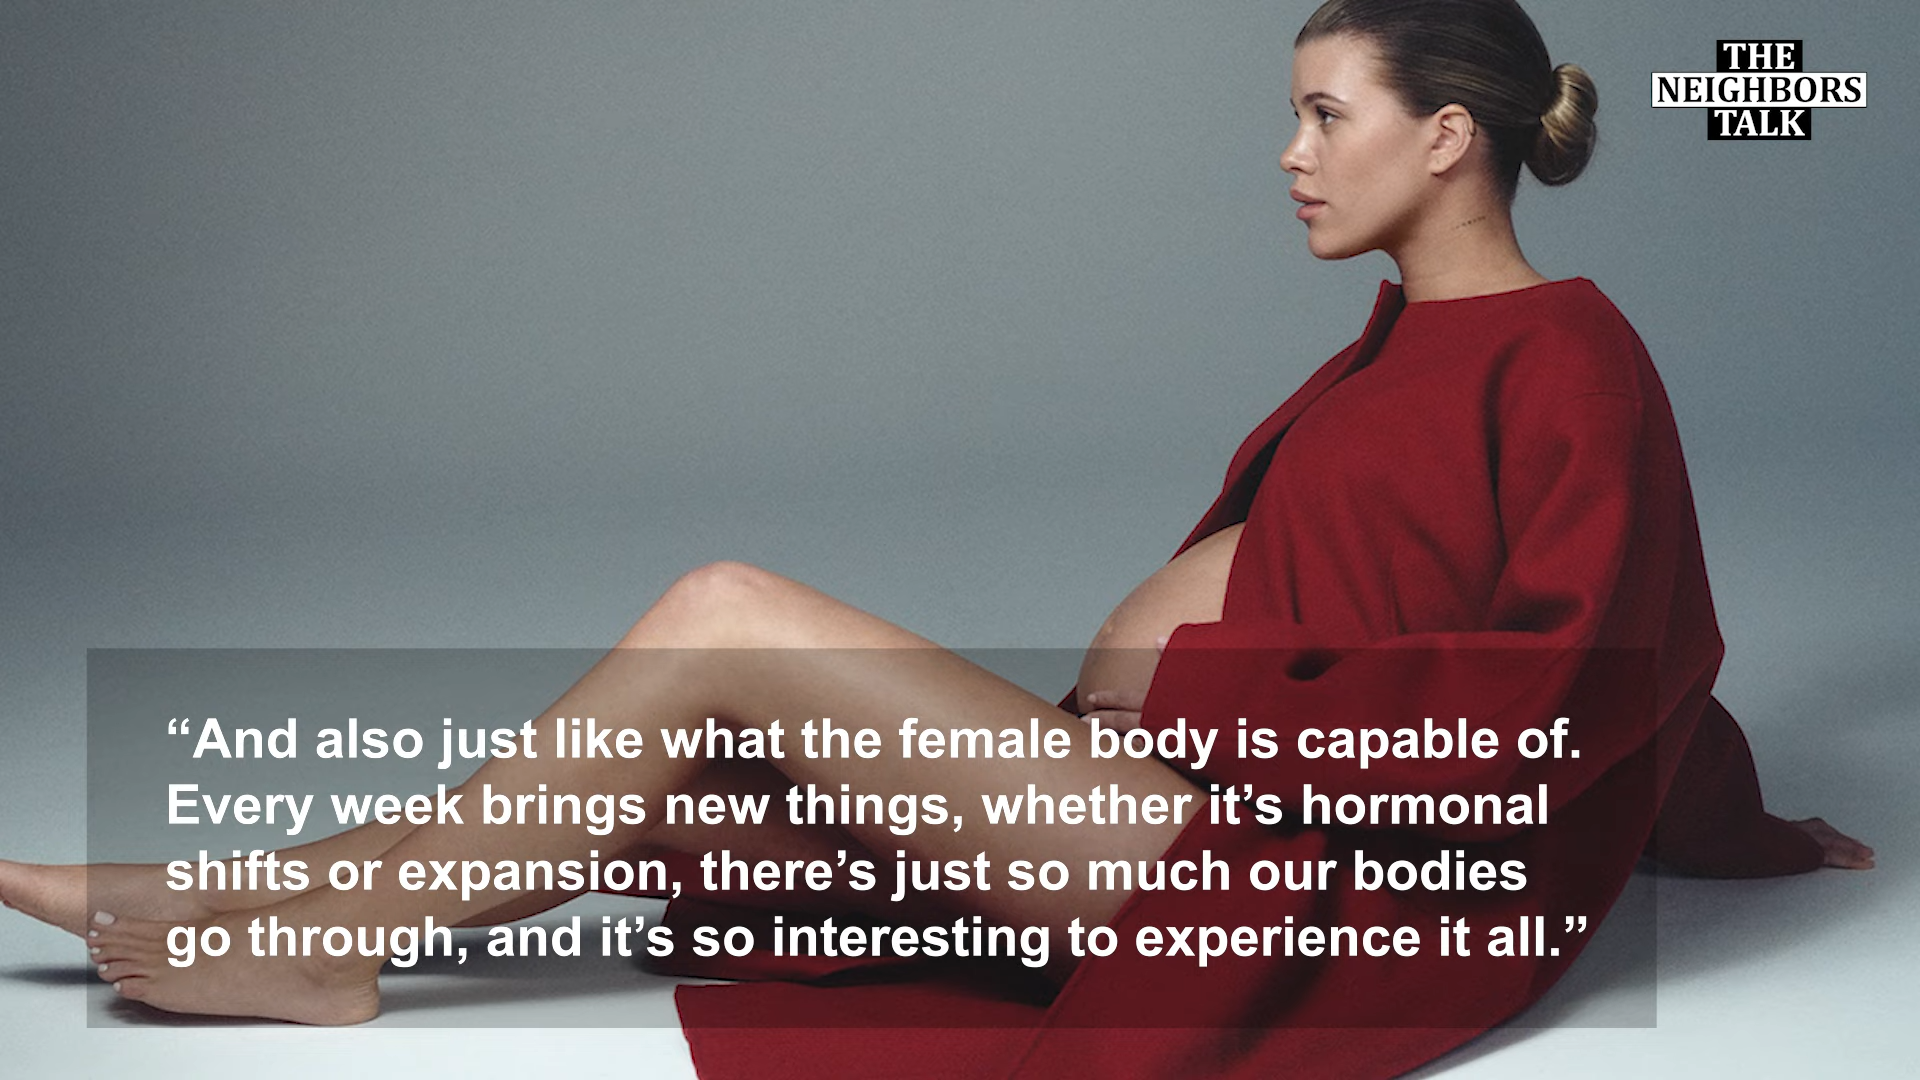 THE
NEIGHBORS
TALK
“And also just like what the female body is capable of.
Every week brings new things, whether it’s hormonal
shifts or expansion, there’s just so much our bodies
go through, and it’s so interesting to experience it all.”